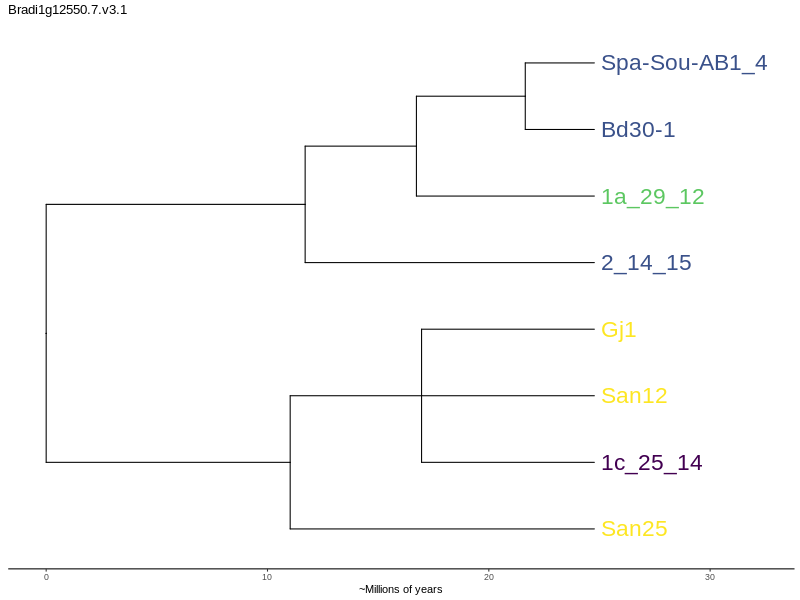 Bradi1g12550.7.v3.1
Spa-Sou-AB1_4
Bd30-1
1a_29_12
2_14_15
Gj1
San12
1c_25_14
San25
0 10 20 30
~Millions of years